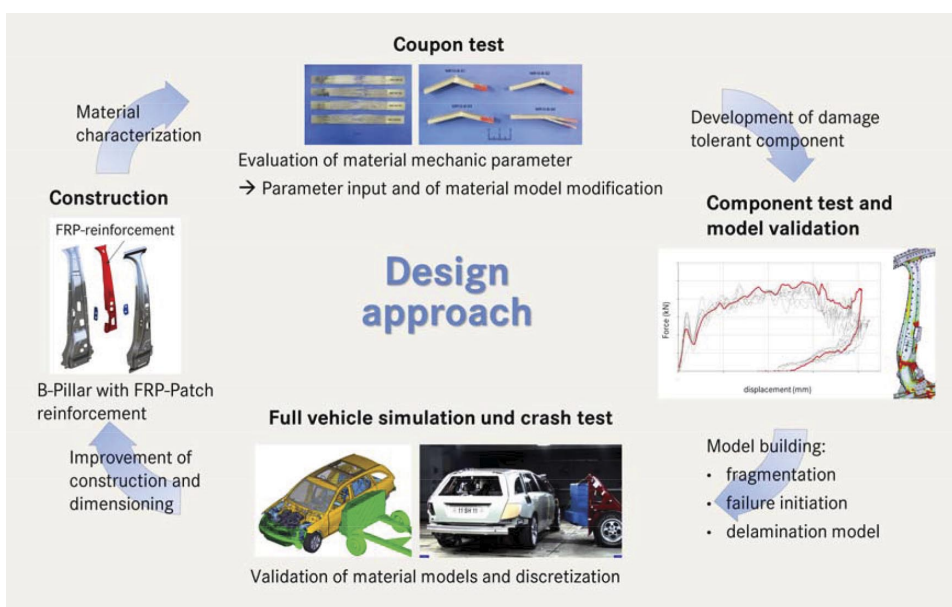 Coupon test
Material
characterization
Evaluation of material mechanic parameter
→ Parameter input and of material model modification
Development of damage
tolerant component
Construction
FRP-reinforcement
B-Pillar with FRP-Patch
reinforcement
Design
approach
Component test and
model validation
Force (kN)
displacement (mm)
Full vehicle simulation und crash test
Validation of material models and discretization
Model building:
• fragmentation
• failure initiation
• delamination model
Improvement of
construction and
dimensioning